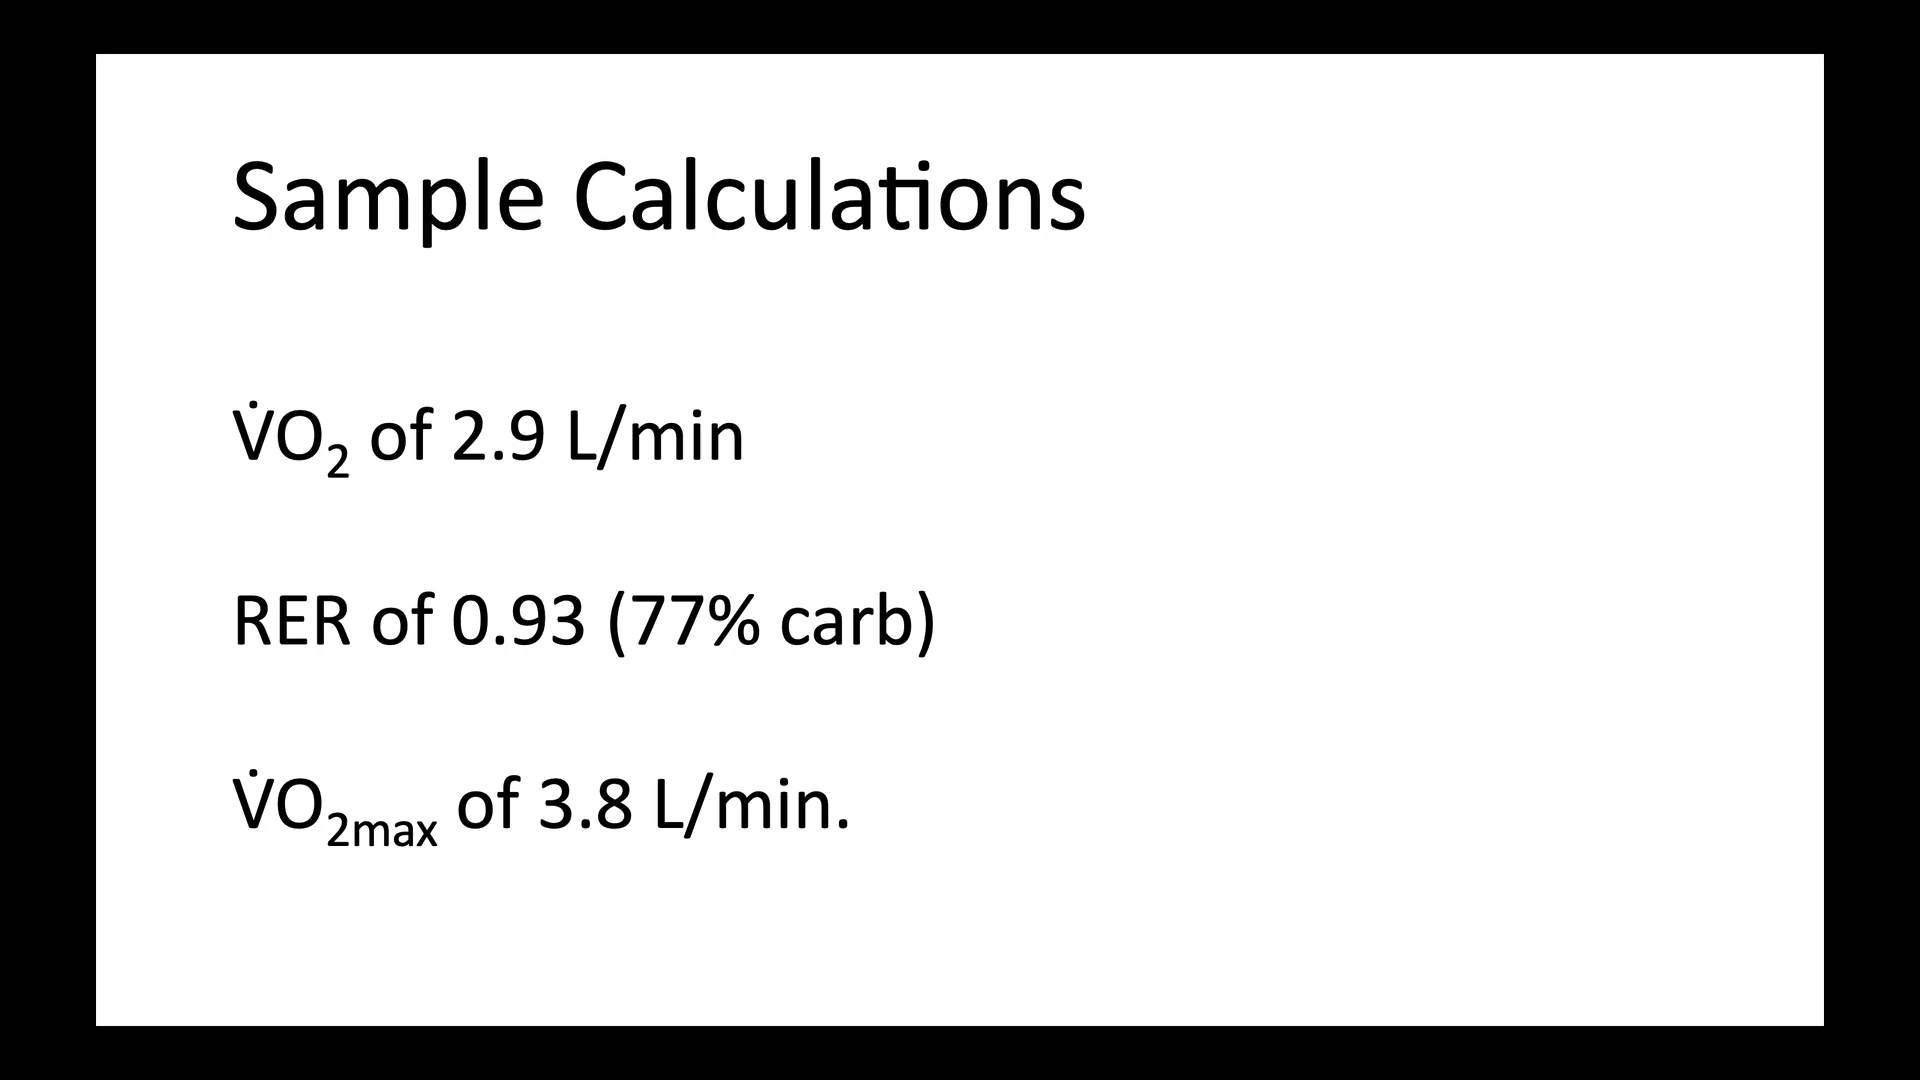 Sample Calculations
V̇O₂ of 2.9 L/min
RER of 0.93 (77% carb)
V̇O₂max of 3.8 L/min.